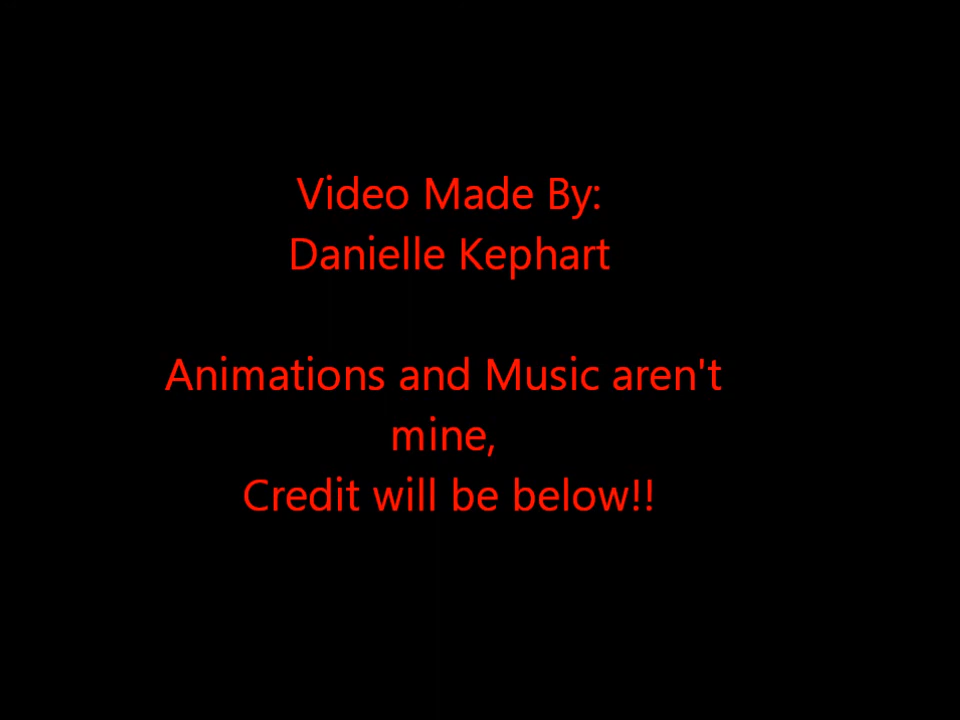 Video Made By:
Danielle Kephart
Animations and Music aren't
mine,
Credit will be below!!